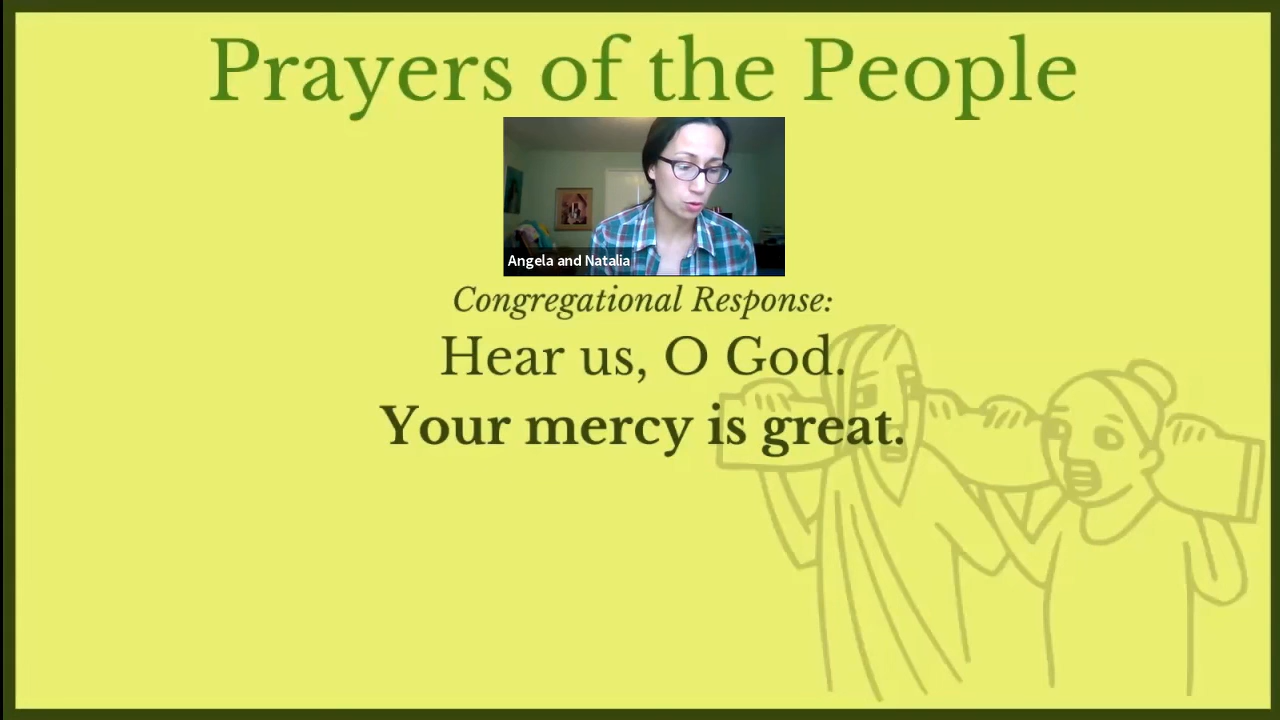 Prayers of the People
Angela and Natalia
Congregational Response:
Hear us, O God.
Your mercy is great.